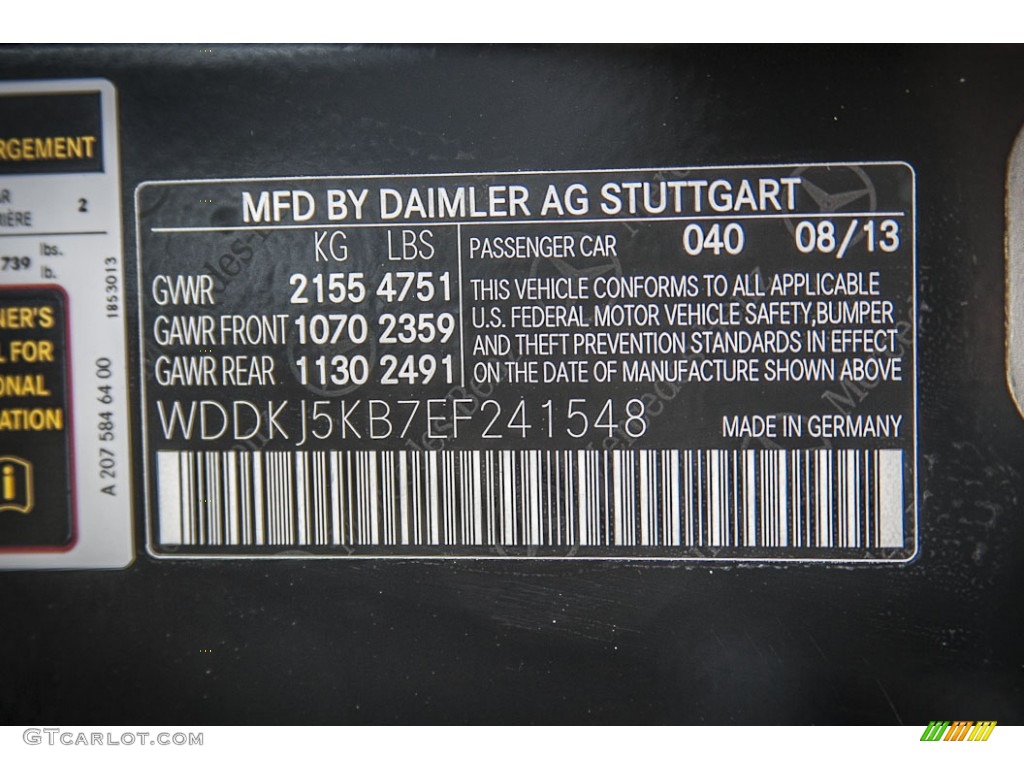 RGEMENT
2
lbs.
739 lb.
1853013
NER'S
FOR
ONAL
ATION
i
A 207 584 64 00
MFD BY DAIMLER AG STUTTGART
KG LBS
GWR 2155 4751
GAWR FRONT 1070 2359
GAWR REAR 1130 2491
PASSENGER CAR 040 08/13
THIS VEHICLE CONFORMS TO ALL APPLICABLE
U.S. FEDERAL MOTOR VEHICLE SAFETY,BUMPER
AND THEFT PREVENTION STANDARDS IN EFFECT
ON THE DATE OF MANUFACTURE SHOWN ABOVE
WDDKJ5KB7EF241548
MADE IN GERMANY
GTCARLOT.COM